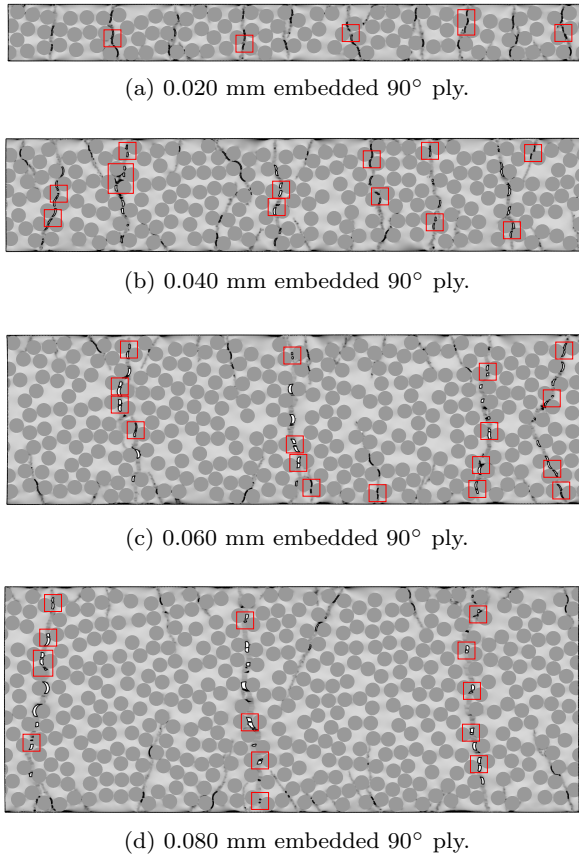 (a) 0.020 mm embedded 90° ply.
(b) 0.040 mm embedded 90° ply.
(c) 0.060 mm embedded 90° ply.
(d) 0.080 mm embedded 90° ply.